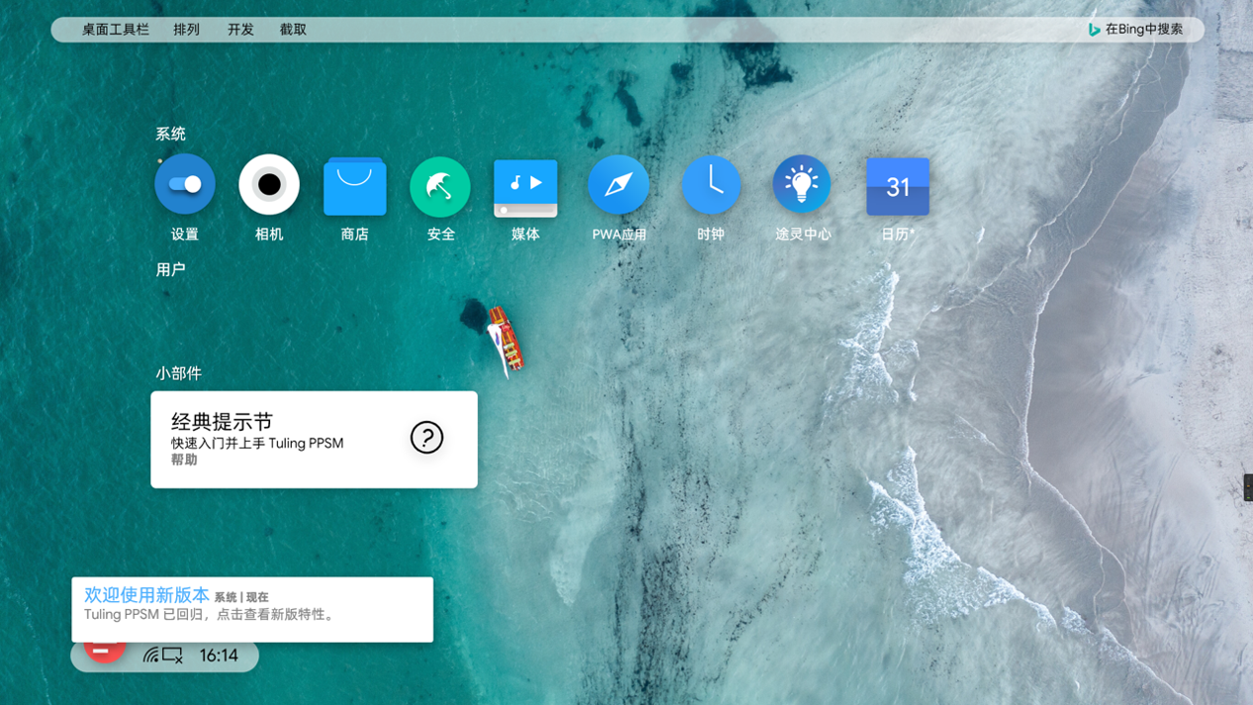 桌面工具栏 排列 开发 截取 在Bing中搜索
系统
31
设置 相机 商店 安全 媒体 PWA应用 时钟 途灵中心 日历*
用户
小部件
经典提示节
快速入门并上手 Tuling PPSM
帮助
?
欢迎使用新版本 系统 | 现在
Tuling PPSM 已回归，点击查看新版特性。
16:14